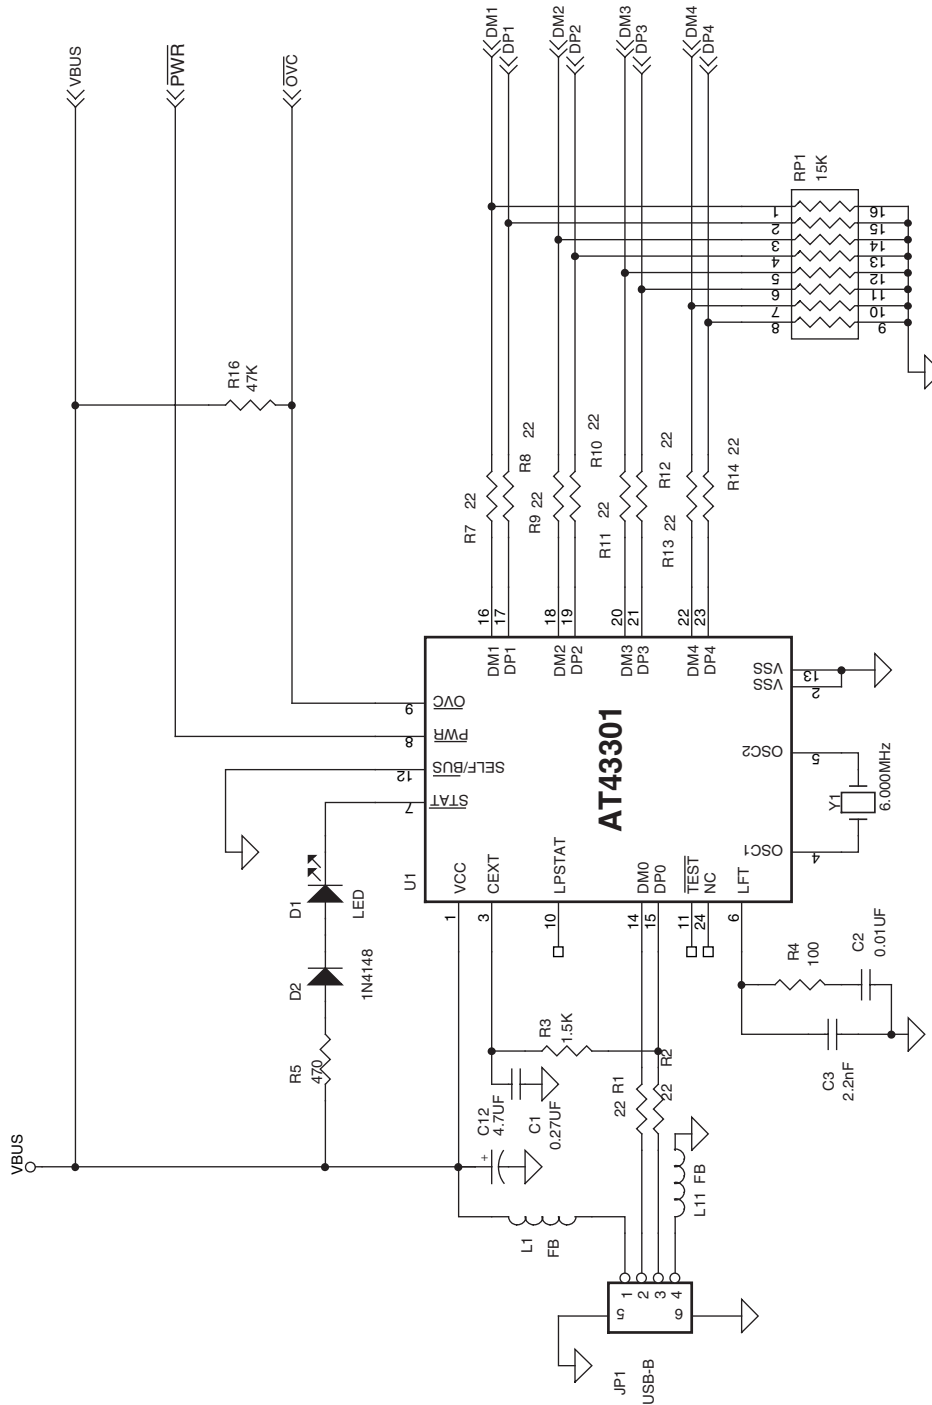 VBUS
PWR
OVC
DM1
DP1
DM2
DP2
DM3
DP3
DM4
DP4
RP1
15K
1
2
3
4
5
6
7
8
16
15
14
13
12
11
10
9
R16
47K
R7 22
R8 22
R9 22
R10 22
R11 22
R12 22
R13 22
R14 22
16
17
18
19
20
21
22
23
DM1
DP1
DM2
DP2
DM3
DP3
DM4
DP4
9
8
12
7
OVC
PWR
SELF/BUS
STAT
VSS
VSS
13
2
OSC2
5
OSC1
4
Y1
6.000MHz
AT43301
U1
VCC
CEXT
LPSTAT
DM0
DP0
TEST
NC
LFT
1
3
10
14
15
11
24
6
D1
LED
D2
1N4148
R5
470
VBUS
R3
1.5K
C12
4.7UF
C1
0.27UF
+
R1
22
R2
22
R4
100
C2
0.01UF
C3
2.2nF
L1
FB
L11 FB
1
2
3
4
5
6
JP1
USB-B